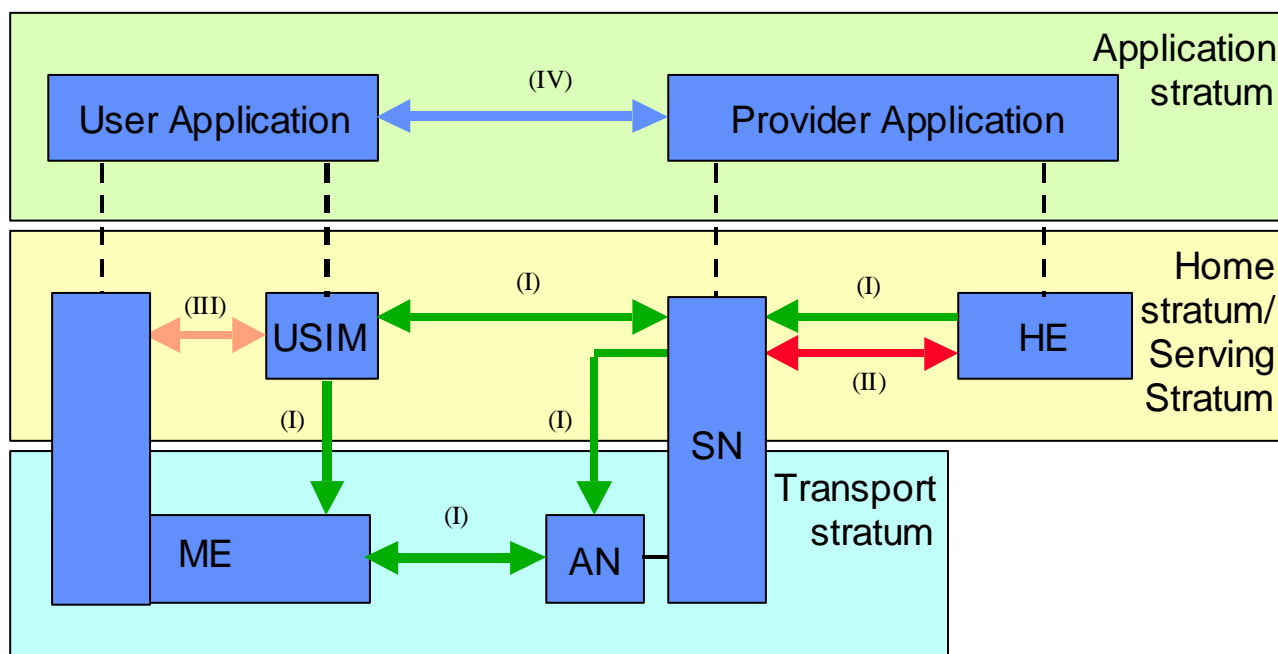 Application
stratum
(IV)
User Application
Provider Application
Home
stratum/
Serving
Stratum
(I)
(I)
(III)
USIM
HE
(II)
(I)
(I)
SN
Transport
stratum
(I)
ME
AN